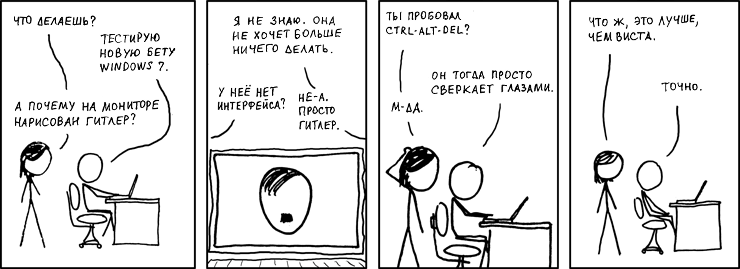 ЧТО ДЕЛАЕШЬ?
ТЕСТИРУЮ
НОВУЮ БЕТУ
WINDOWS 7.
А ПОЧЕМУ НА МОНИТОРЕ
НАРИСОВАН ГИТЛЕР?
Я НЕ ЗНАЮ. ОНА
НЕ ХОЧЕТ БОЛЬШЕ
НИЧЕГО ДЕЛАТЬ.
У НЕЁ НЕТ
ИНТЕРФЕЙСА?
НЕ-А.
ПРОСТО
ГИТЛЕР.
ТЫ ПРОБОВАЛ
CTRL-ALT-DEL?
ОН ТОГДА ПРОСТО
СВЕРКАЕТ ГЛАЗАМИ.
М-ДА.
ЧТО Ж, ЭТО ЛУЧШЕ,
ЧЕМ ВИСТА.
ТОЧНО.